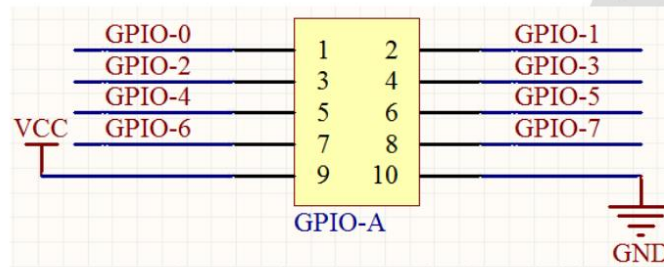 GPIO-0 1 2 GPIO-1
GPIO-2 3 4 GPIO-3
GPIO-4 5 6 GPIO-5
VCC GPIO-6 7 8 GPIO-7
9 10
GPIO-A
GND